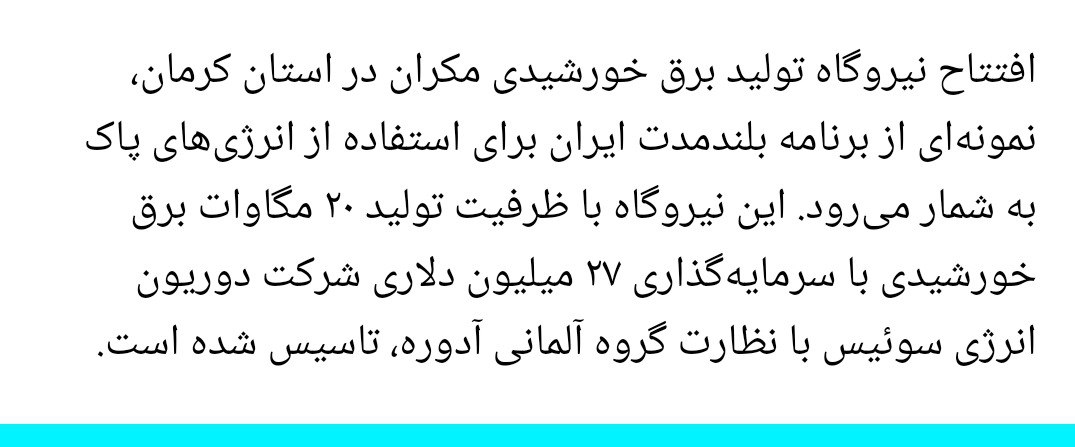 افتتاح نیروگاه تولید برق خورشیدی مکران در استان کرمان،
نمونه‌ای از برنامه بلندمدت ایران برای استفاده از انرژی‌های پاک
به شمار می‌رود. این نیروگاه با ظرفیت تولید ۲۰ مگاوات برق
خورشیدی با سرمایه‌گذاری ۲۷ میلیون دلاری شرکت دوریون
انرژی سوئیس با نظارت گروه آلمانی آدوره، تاسیس شده است.